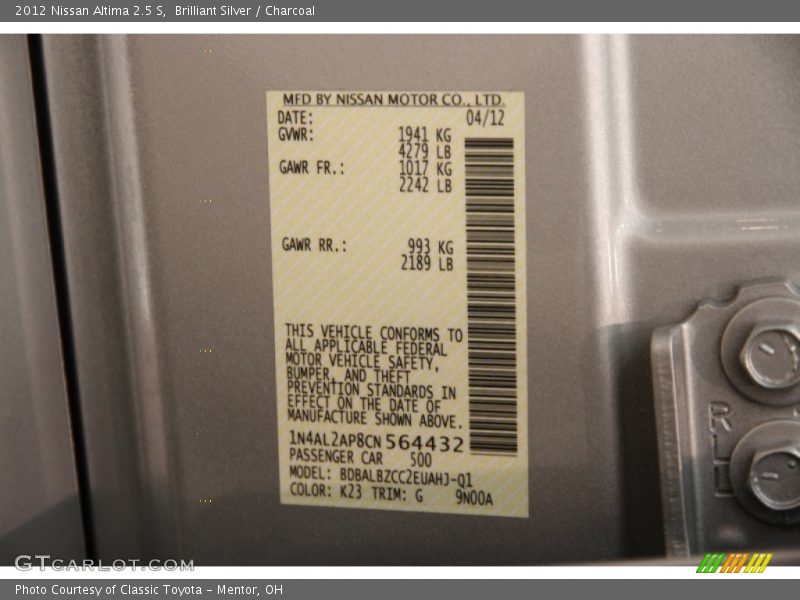 2012 Nissan Altima 2.5 S, Brilliant Silver / Charcoal
MFD BY NISSAN MOTOR CO., LTD.
DATE: 04/12
GVWR: 1941 KG
4279 LB
GAWR FR.: 1017 KG
2242 LB
GAWR RR.: 993 KG
2189 LB
THIS VEHICLE CONFORMS TO
ALL APPLICABLE FEDERAL
MOTOR VEHICLE SAFETY,
BUMPER, AND THEFT
PREVENTION STANDARDS IN
EFFECT ON THE DATE OF
MANUFACTURE SHOWN ABOVE.
1N4AL2AP8CN564432
PASSENGER CAR 500
MODEL: BDBALBZCC2EUAHJ-Q1
COLOR: K23 TRIM: G 9N00A
GTCARLOT.COM
Photo Courtesy of Classic Toyota - Mentor, OH